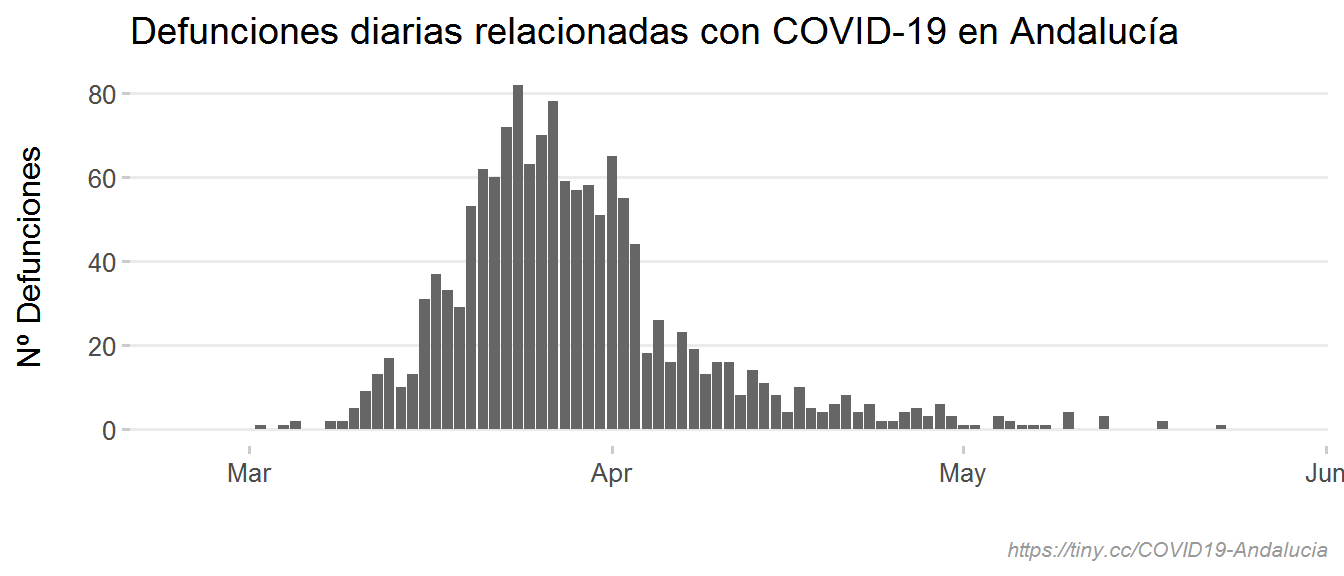 Defunciones diarias relacionadas con COVID-19 en Andalucía
Nº Defunciones
80
60
40
20
0
Mar
Apr
May
Jun
https://tiny.cc/COVID19-Andalucia